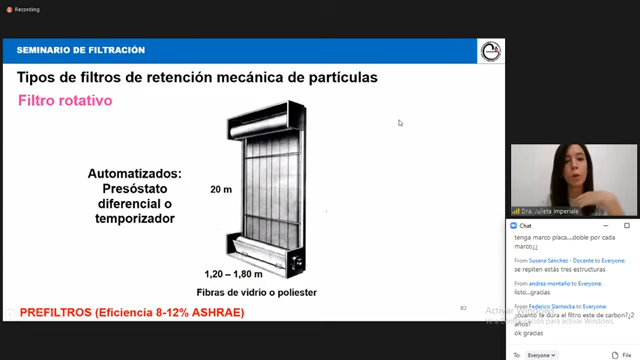 Recording
SEMINARIO DE FILTRACIÓN
Tipos de filtros de retención mecánica de partículas
Filtro rotativo
Automatizados:
Presóstato
diferencial o
temporizador
20 m
1,20 – 1,80 m
Fibras de vidrio o poliester
PREFILTROS (Eficiencia 8-12% ASHRAE)
82
Activar Windows
para activar Windows.
Dra. Julieta Imperiale
Chat
tenga marco placa....doble por cada
marco¿¿
From Susana Sánchez - Docente to Everyone:
se repiten estás tres estructuras
From andrea montaño to Everyone:
listo...gracias
From Federico Slamecka to Everyone:
¿cuánto te dura el filtro este de carbon?¿2
años?
ok gracias
To: Everyone
File